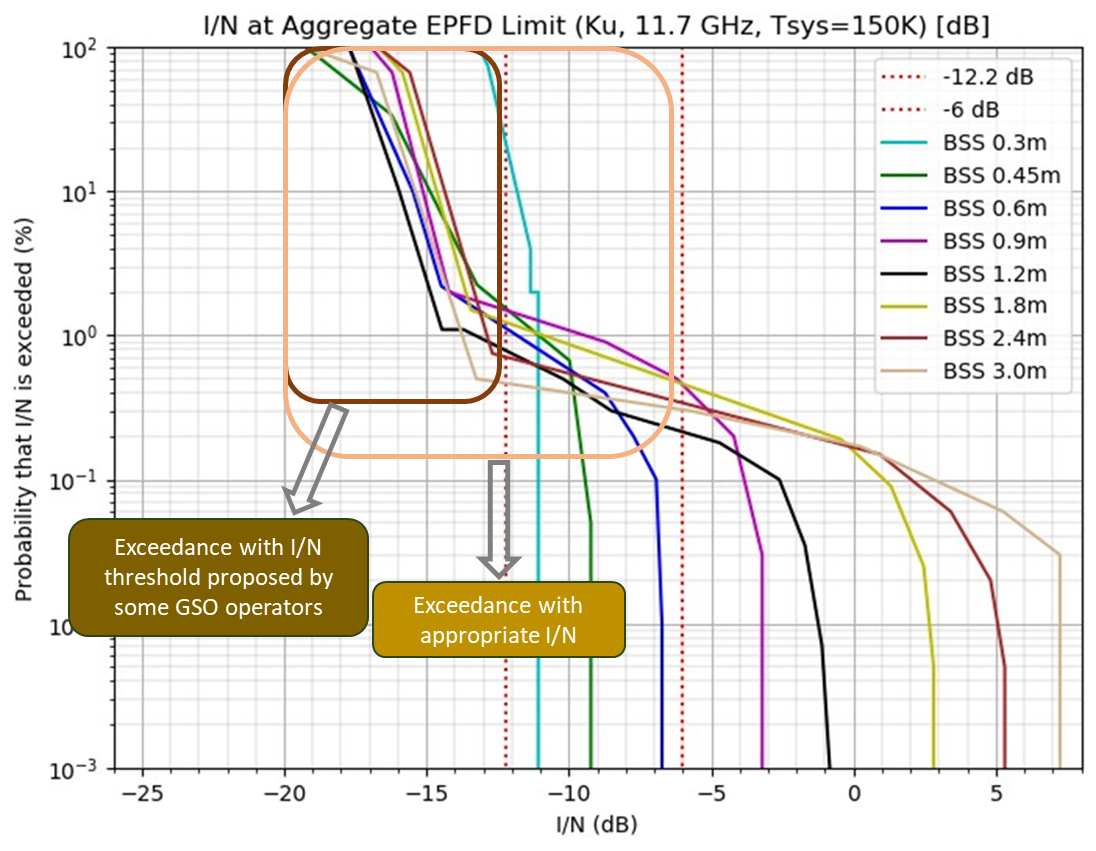 I/N at Aggregate EPFD Limit (Ku, 11.7 GHz, Tsys=150K) [dB]
Probability that I/N is exceeded (%)
10²
10¹
10⁰
10⁻¹
10
10⁻³
-12.2 dB
-6 dB
BSS 0.3m
BSS 0.45m
BSS 0.6m
BSS 0.9m
BSS 1.2m
BSS 1.8m
BSS 2.4m
BSS 3.0m
Exceedance with I/N
threshold proposed by
some GSO operators
Exceedance with
appropriate I/N
−25 −20 −15 −10 −5 0 5
I/N (dB)